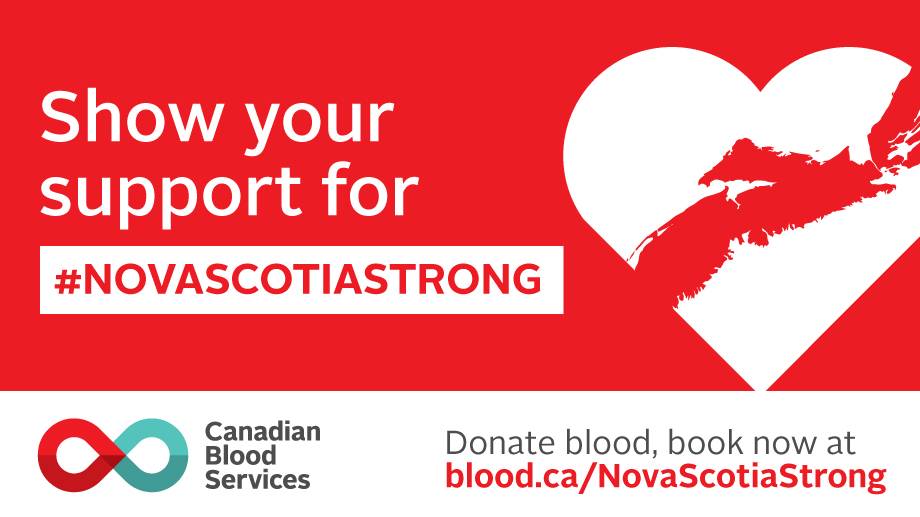 Show your
support for
#NOVASCOTIASTRONG
Canadian
Blood
Services
Donate blood, book now at
blood.ca/NovaScotiaStrong